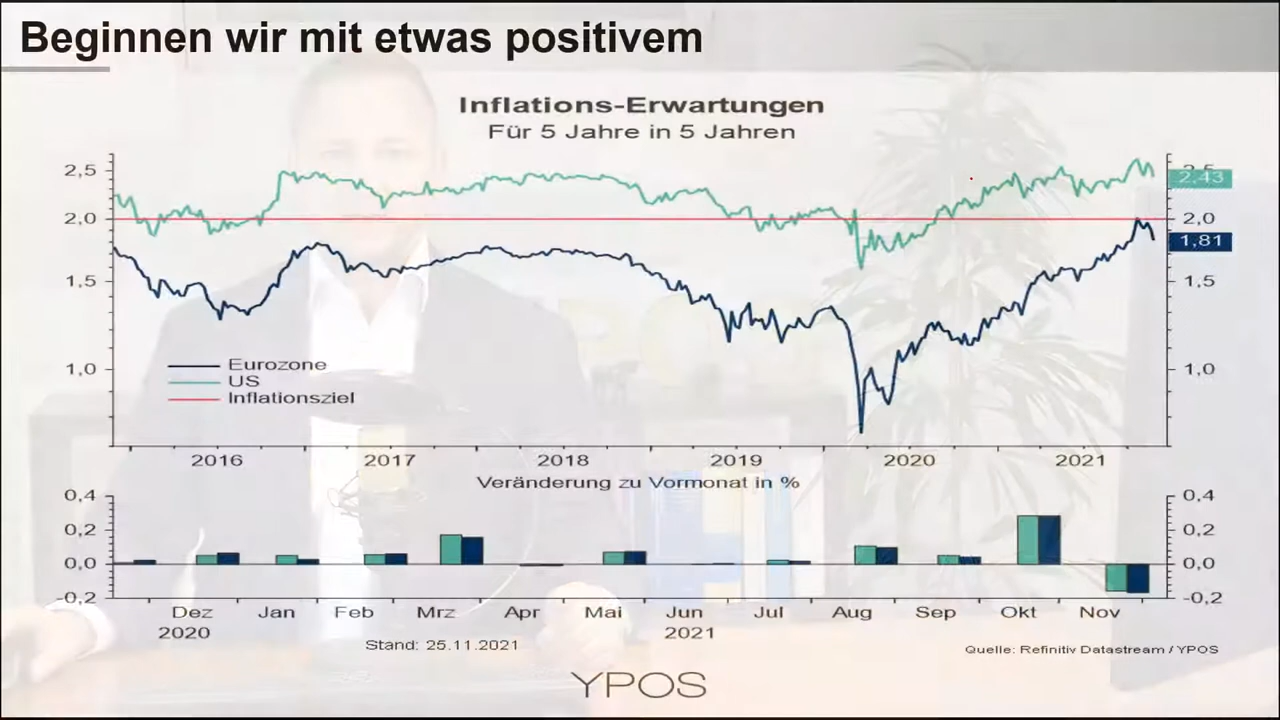 Beginnen wir mit etwas positivem
Inflations-Erwartungen
Für 5 Jahre in 5 Jahren
2,5
2,0
1,5
1,0
2,5
2,43
2,0
1,81
1,5
1,0
Eurozone
US
Inflationsziel
2016 2017 2018 2019 2020 2021
Veränderung zu Vormonat in %
0,4
0,2
0,0
-0,2
0,4
0,2
0,0
-0,2
Dez Jan Feb Mrz Apr Mai Jun Jul Aug Sep Okt Nov
2020 2021
Stand: 25.11.2021
Quelle: Refinitiv Datastream / YPOS
YPOS